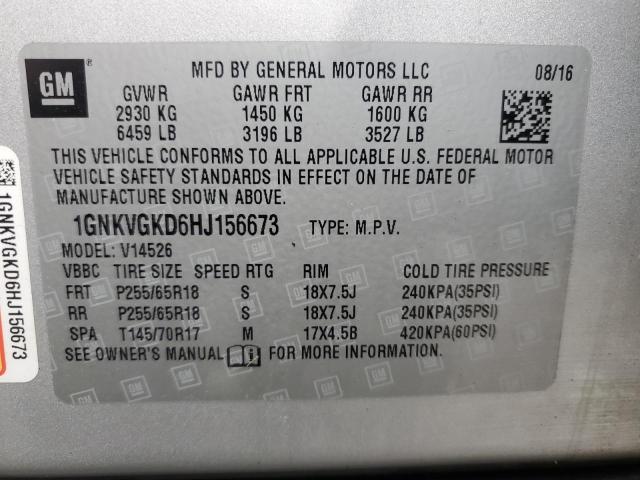 GM ®
MFD BY GENERAL MOTORS LLC 08/16
GVWR GAWR FRT GAWR RR
2930 KG 1450 KG 1600 KG
6459 LB 3196 LB 3527 LB
THIS VEHICLE CONFORMS TO ALL APPLICABLE U.S. FEDERAL MOTOR
VEHICLE SAFETY STANDARDS IN EFFECT ON THE DATE OF
MANUFACTURE SHOWN ABOVE.
1GNKVGKD6HJ156673 TYPE: M.P.V.
MODEL: V14526
VBBC TIRE SIZE SPEED RTG RIM COLD TIRE PRESSURE
FRT P255/65R18 S 18X7.5J 240KPA(35PSI)
RR P255/65R18 S 18X7.5J 240KPA(35PSI)
SPA T145/70R17 M 17X4.5B 420KPA(60PSI)
SEE OWNER'S MANUAL FOR MORE INFORMATION.
1GNKVGKD6HJ156673